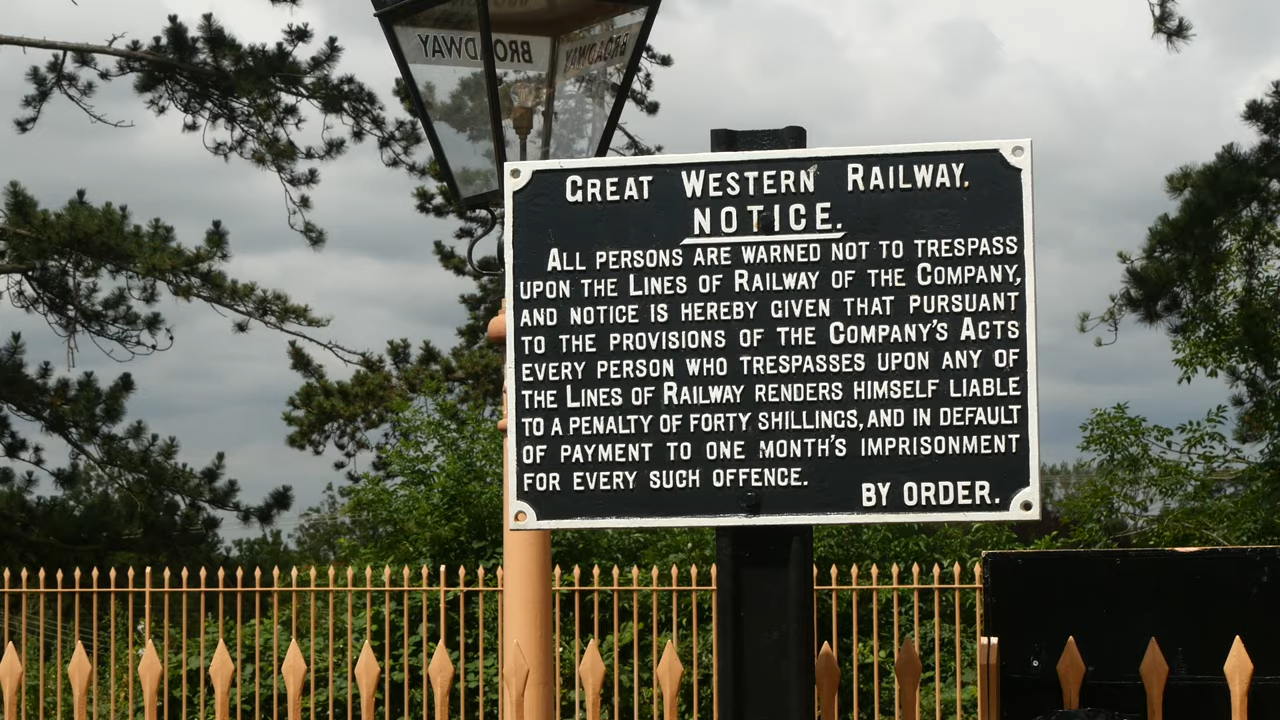 BROADWAY
BROADWAY
GREAT WESTERN RAILWAY.
NOTICE.
ALL PERSONS ARE WARNED NOT TO TRESPASS
UPON THE LINES OF RAILWAY OF THE COMPANY,
AND NOTICE IS HEREBY GIVEN THAT PURSUANT
TO THE PROVISIONS OF THE COMPANY'S ACTS
EVERY PERSON WHO TRESPASSES UPON ANY OF
THE LINES OF RAILWAY RENDERS HIMSELF LIABLE
TO A PENALTY OF FORTY SHILLINGS, AND IN DEFAULT
OF PAYMENT TO ONE MONTH'S IMPRISONMENT
FOR EVERY SUCH OFFENCE.
BY ORDER.